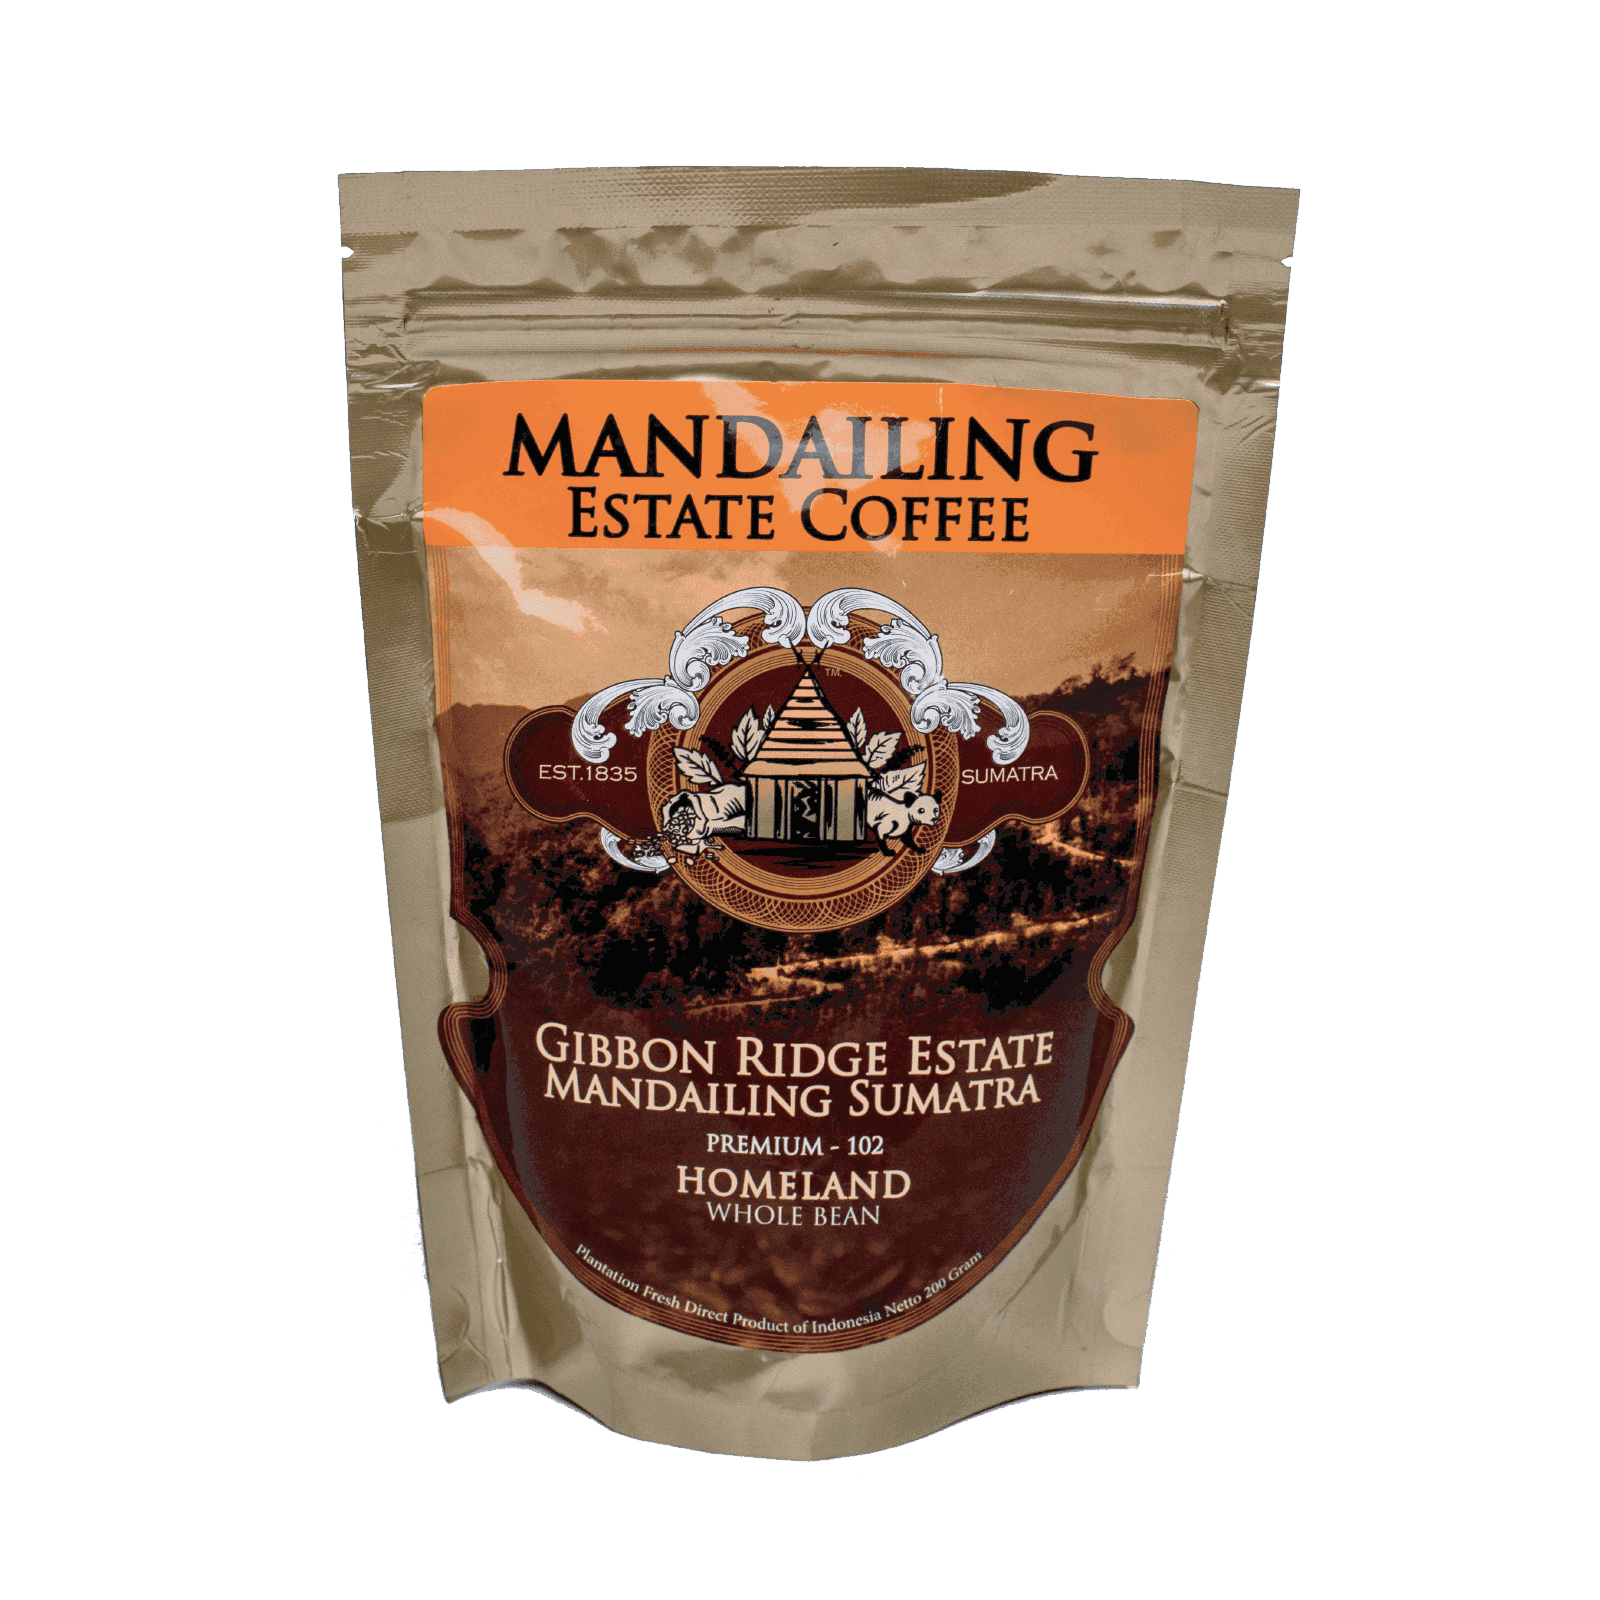 MANDAILING
ESTATE COFFEE
TM
EST.1835
SUMATRA
GIBBON RIDGE ESTATE
MANDAILING SUMATRA
PREMIUM - 102
HOMELAND
WHOLE BEAN
Plantation Fresh Direct Product of Indonesia Netto 200 Gram